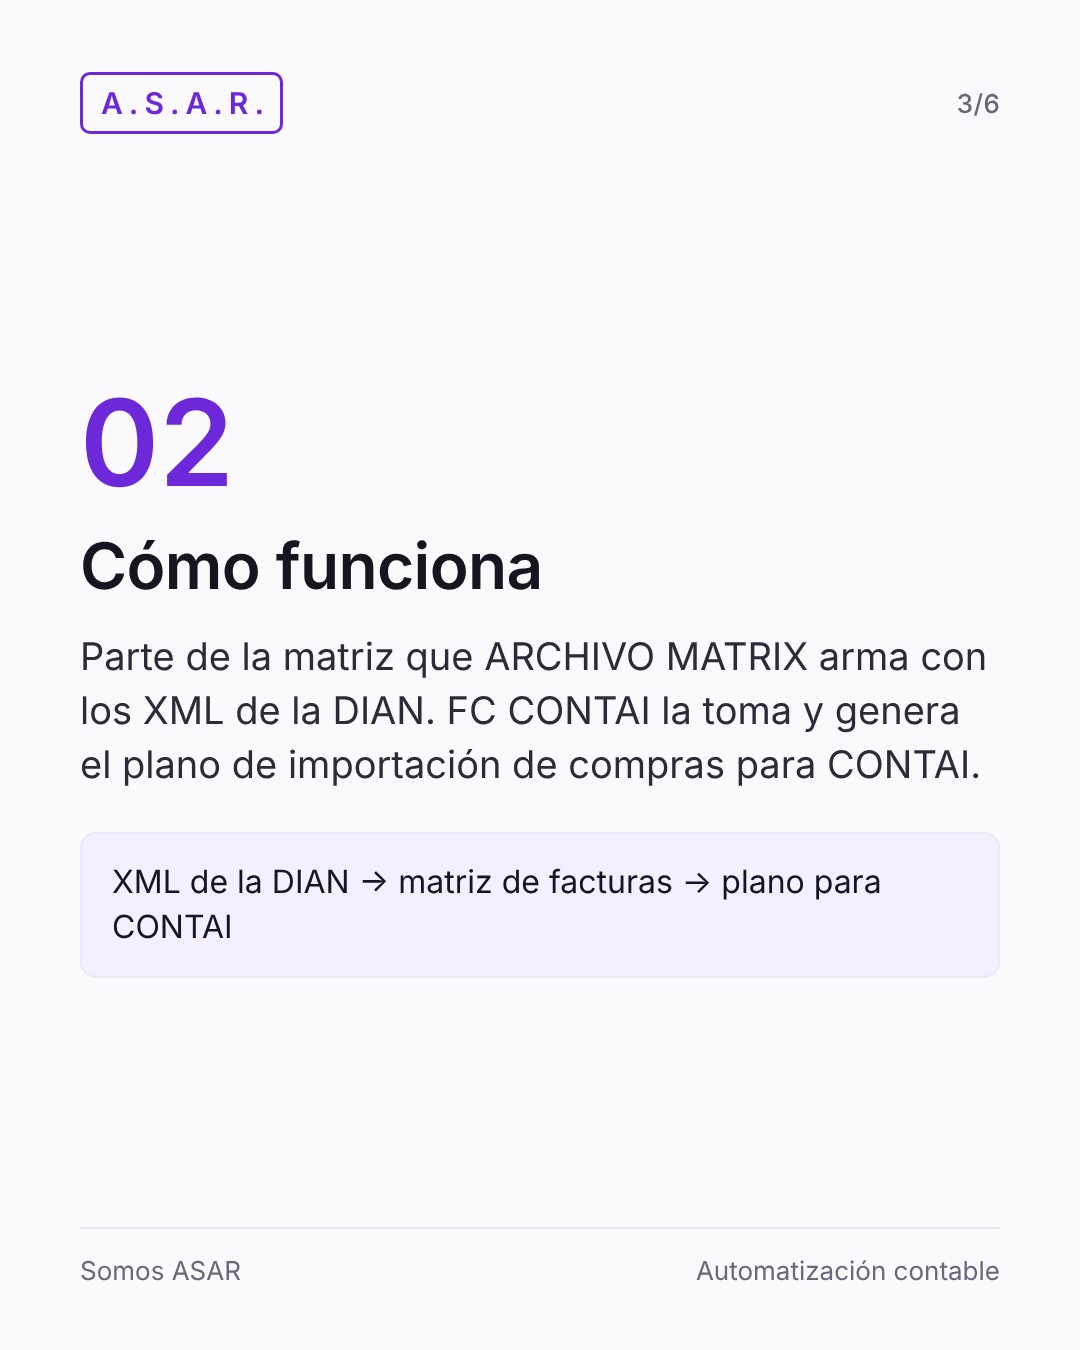 A.S.A.R.
3/6
02
Cómo funciona
Parte de la matriz que ARCHIVO MATRIX arma con
los XML de la DIAN. FC CONTAI la toma y genera
el plano de importación de compras para CONTAI.
XML de la DIAN → matriz de facturas → plano para
CONTAI
Somos ASAR
Automatización contable